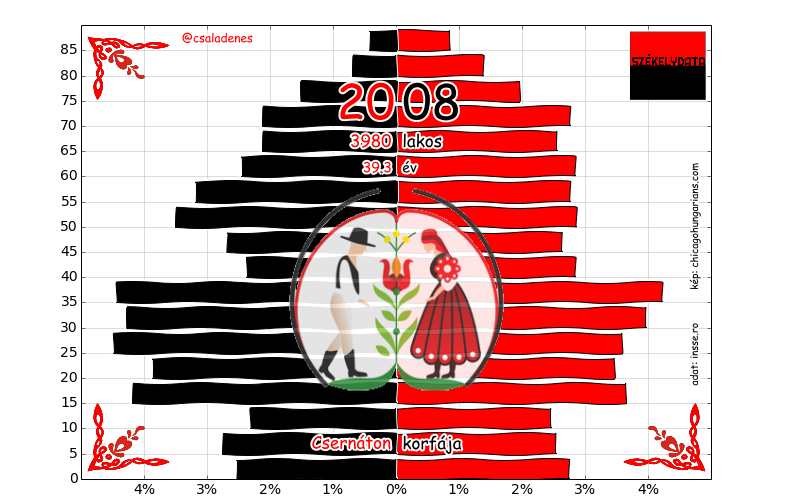 @csaladenes
SZÉKELYDATA
2008
3980 lakos
39.3 év
kép: chicagohungarians.com
adat: insse.ro
Csernáton korfája
85
80
75
70
65
60
55
50
45
40
35
30
25
20
15
10
5
0
4% 3% 2% 1% 0% 1% 2% 3% 4%